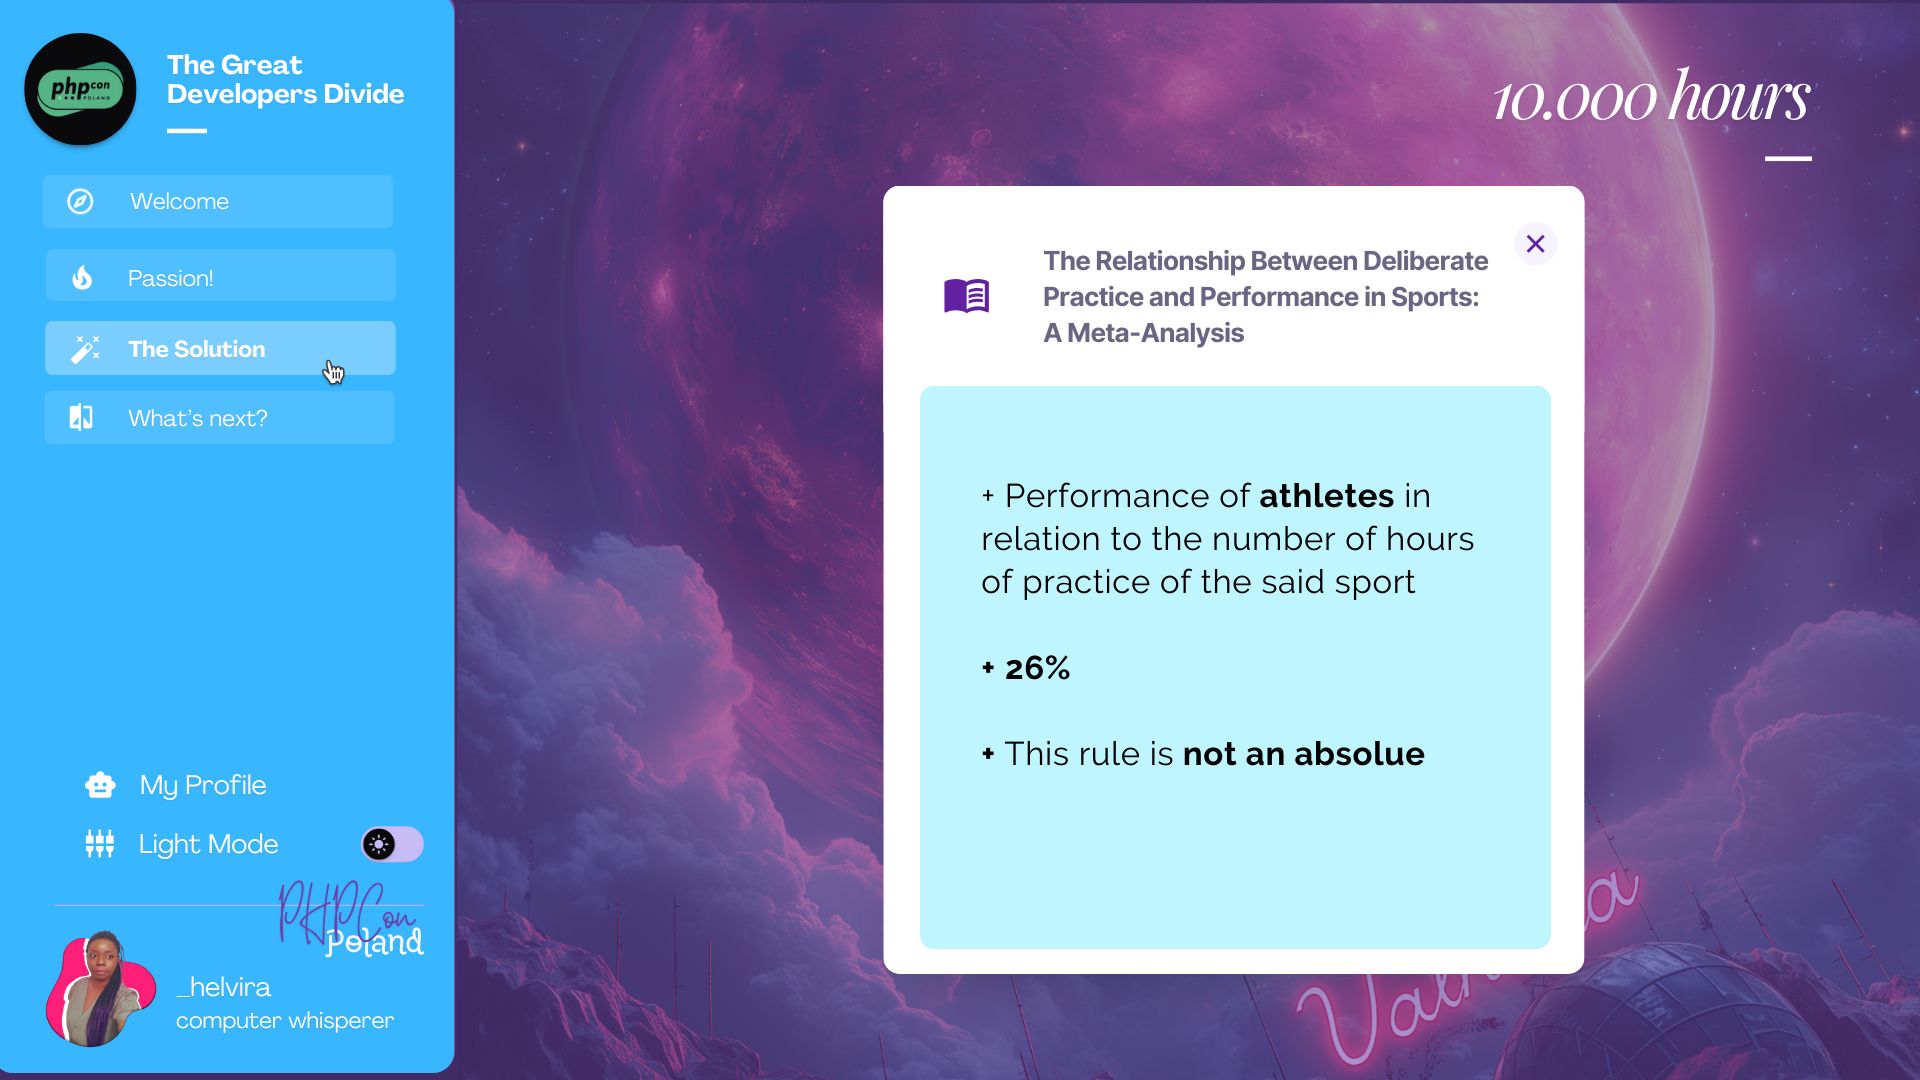 php con
POLAND
The Great
Developers Divide
Welcome
Passion!
The Solution
What's next?
My Profile
Light Mode
PHPCon
Poland
_helvira
computer whisperer
10.000 hours
The Relationship Between Deliberate
Practice and Performance in Sports:
A Meta-Analysis
+ Performance of athletes in
relation to the number of hours
of practice of the said sport
+ 26%
+ This rule is not an absolue